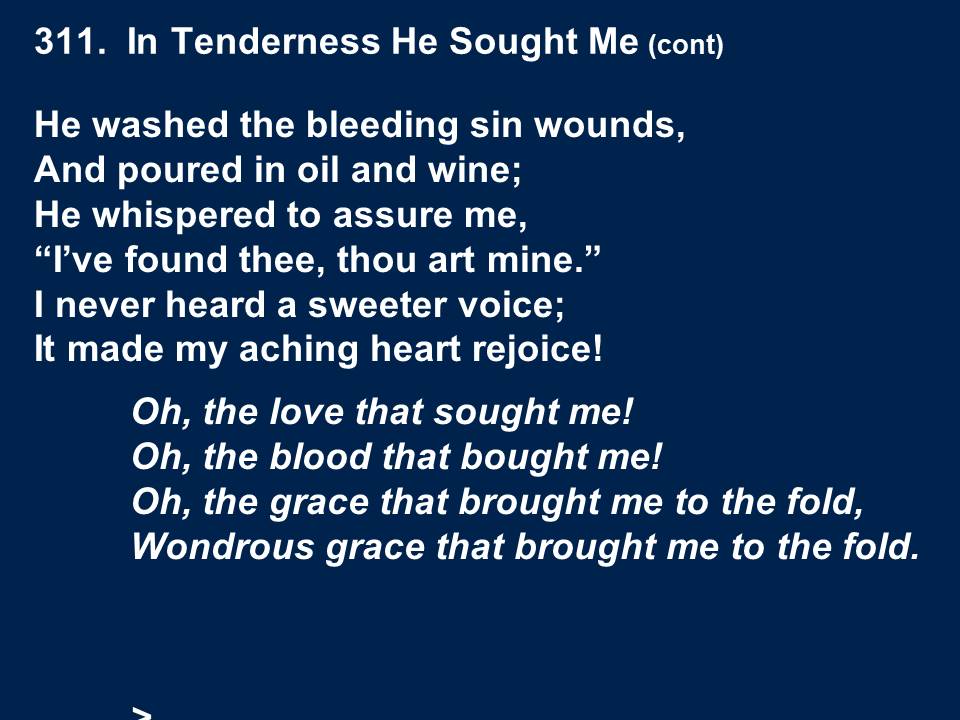 311.  In Tenderness He Sought Me (cont)
He washed the bleeding sin wounds,
And poured in oil and wine;
He whispered to assure me,
“I’ve found thee, thou art mine.”
I never heard a sweeter voice;
It made my aching heart rejoice!
Oh, the love that sought me!
Oh, the blood that bought me!
Oh, the grace that brought me to the fold,
Wondrous grace that brought me to the fold.
>